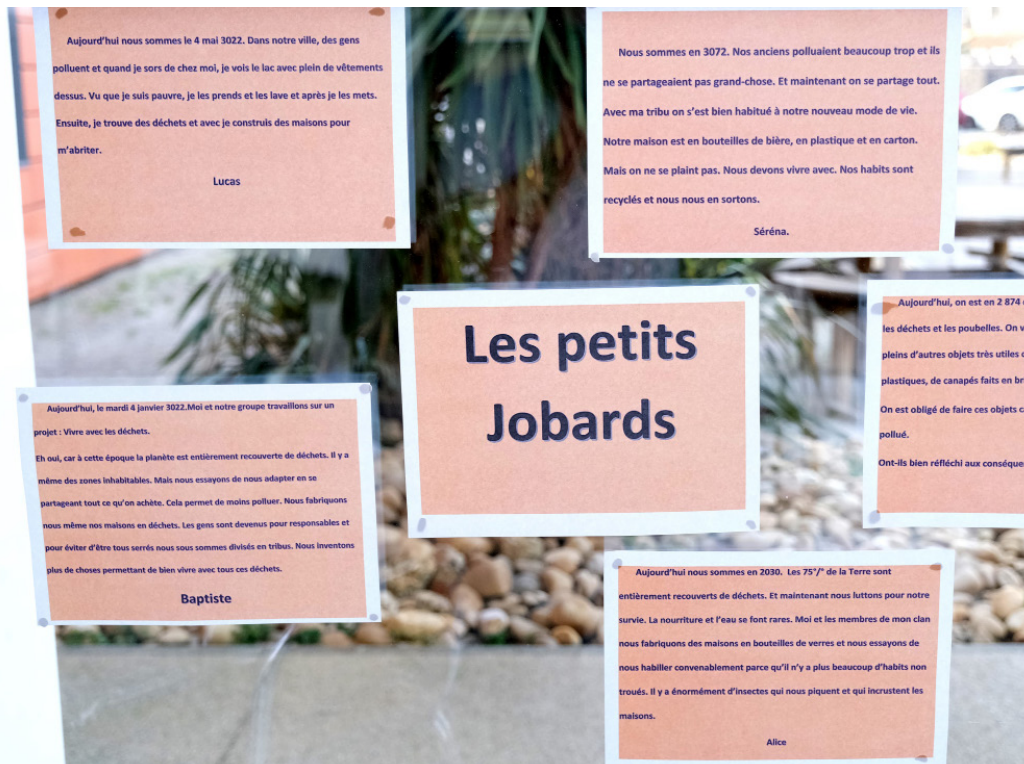 Aujourd'hui nous sommes le 4 mai 3022. Dans notre ville, des gens
polluent et quand je sors de chez moi, je vois le lac avec plein de vêtements
dessus. Vu que je suis pauvre, je les prends et les lave et après je les mets.
Ensuite, je trouve des déchets et avec je construis des maisons pour
m'abriter.
Lucas
Nous sommes en 3072. Nos anciens polluaient beaucoup trop et ils
ne se partageaient pas grand-chose. Et maintenant on se partage tout.
Avec ma tribu on s'est bien habitué à notre nouveau mode de vie.
Notre maison est en bouteilles de bière, en plastique et en carton.
Mais on ne se plaint pas. Nous devons vivre avec. Nos habits sont
recyclés et nous nous en sortons.
Séréna.
Les petits
Jobards
Aujourd'hui, on est en 2 874
les déchets et les poubelles. On
pleins d'autres objets très utiles
plastiques, de canapés faits en
On est obligé de faire ces objets
pollué.
Ont-ils bien réfléchi aux
Aujourd'hui, le mardi 4 janvier 3022.Moi et notre groupe travaillons sur un
projet : Vivre avec les déchets.
Eh oui, car à cette époque la planète est entièrement recouverte de déchets. Il y a
même des zones inhabitables. Mais nous essayons de nous adapter en se
partageant tout ce qu'on achète. Cela permet de moins polluer. Nous fabriquons
nous même nos maisons en déchets. Les gens sont devenus pour responsables et
pour éviter d'être tous serrés nous sous sommes divisés en tribus. Nous inventons
plus de choses permettant de bien vivre avec tous ces déchets.
Baptiste
Aujourd'hui nous sommes en 2030. Les 75°/° de la Terre sont
entièrement recouverts de déchets. Et maintenant nous luttons pour notre
survie. La nourriture et l'eau se font rares. Moi et les membres de mon clan
nous fabriquons des maisons en bouteilles de verres et nous essayons de
nous habiller convenablement parce qu'il n'y a plus beaucoup d'habits non
troués. Il y a énormément d'insectes qui nous piquent et qui incrustent les
maisons.
Alice